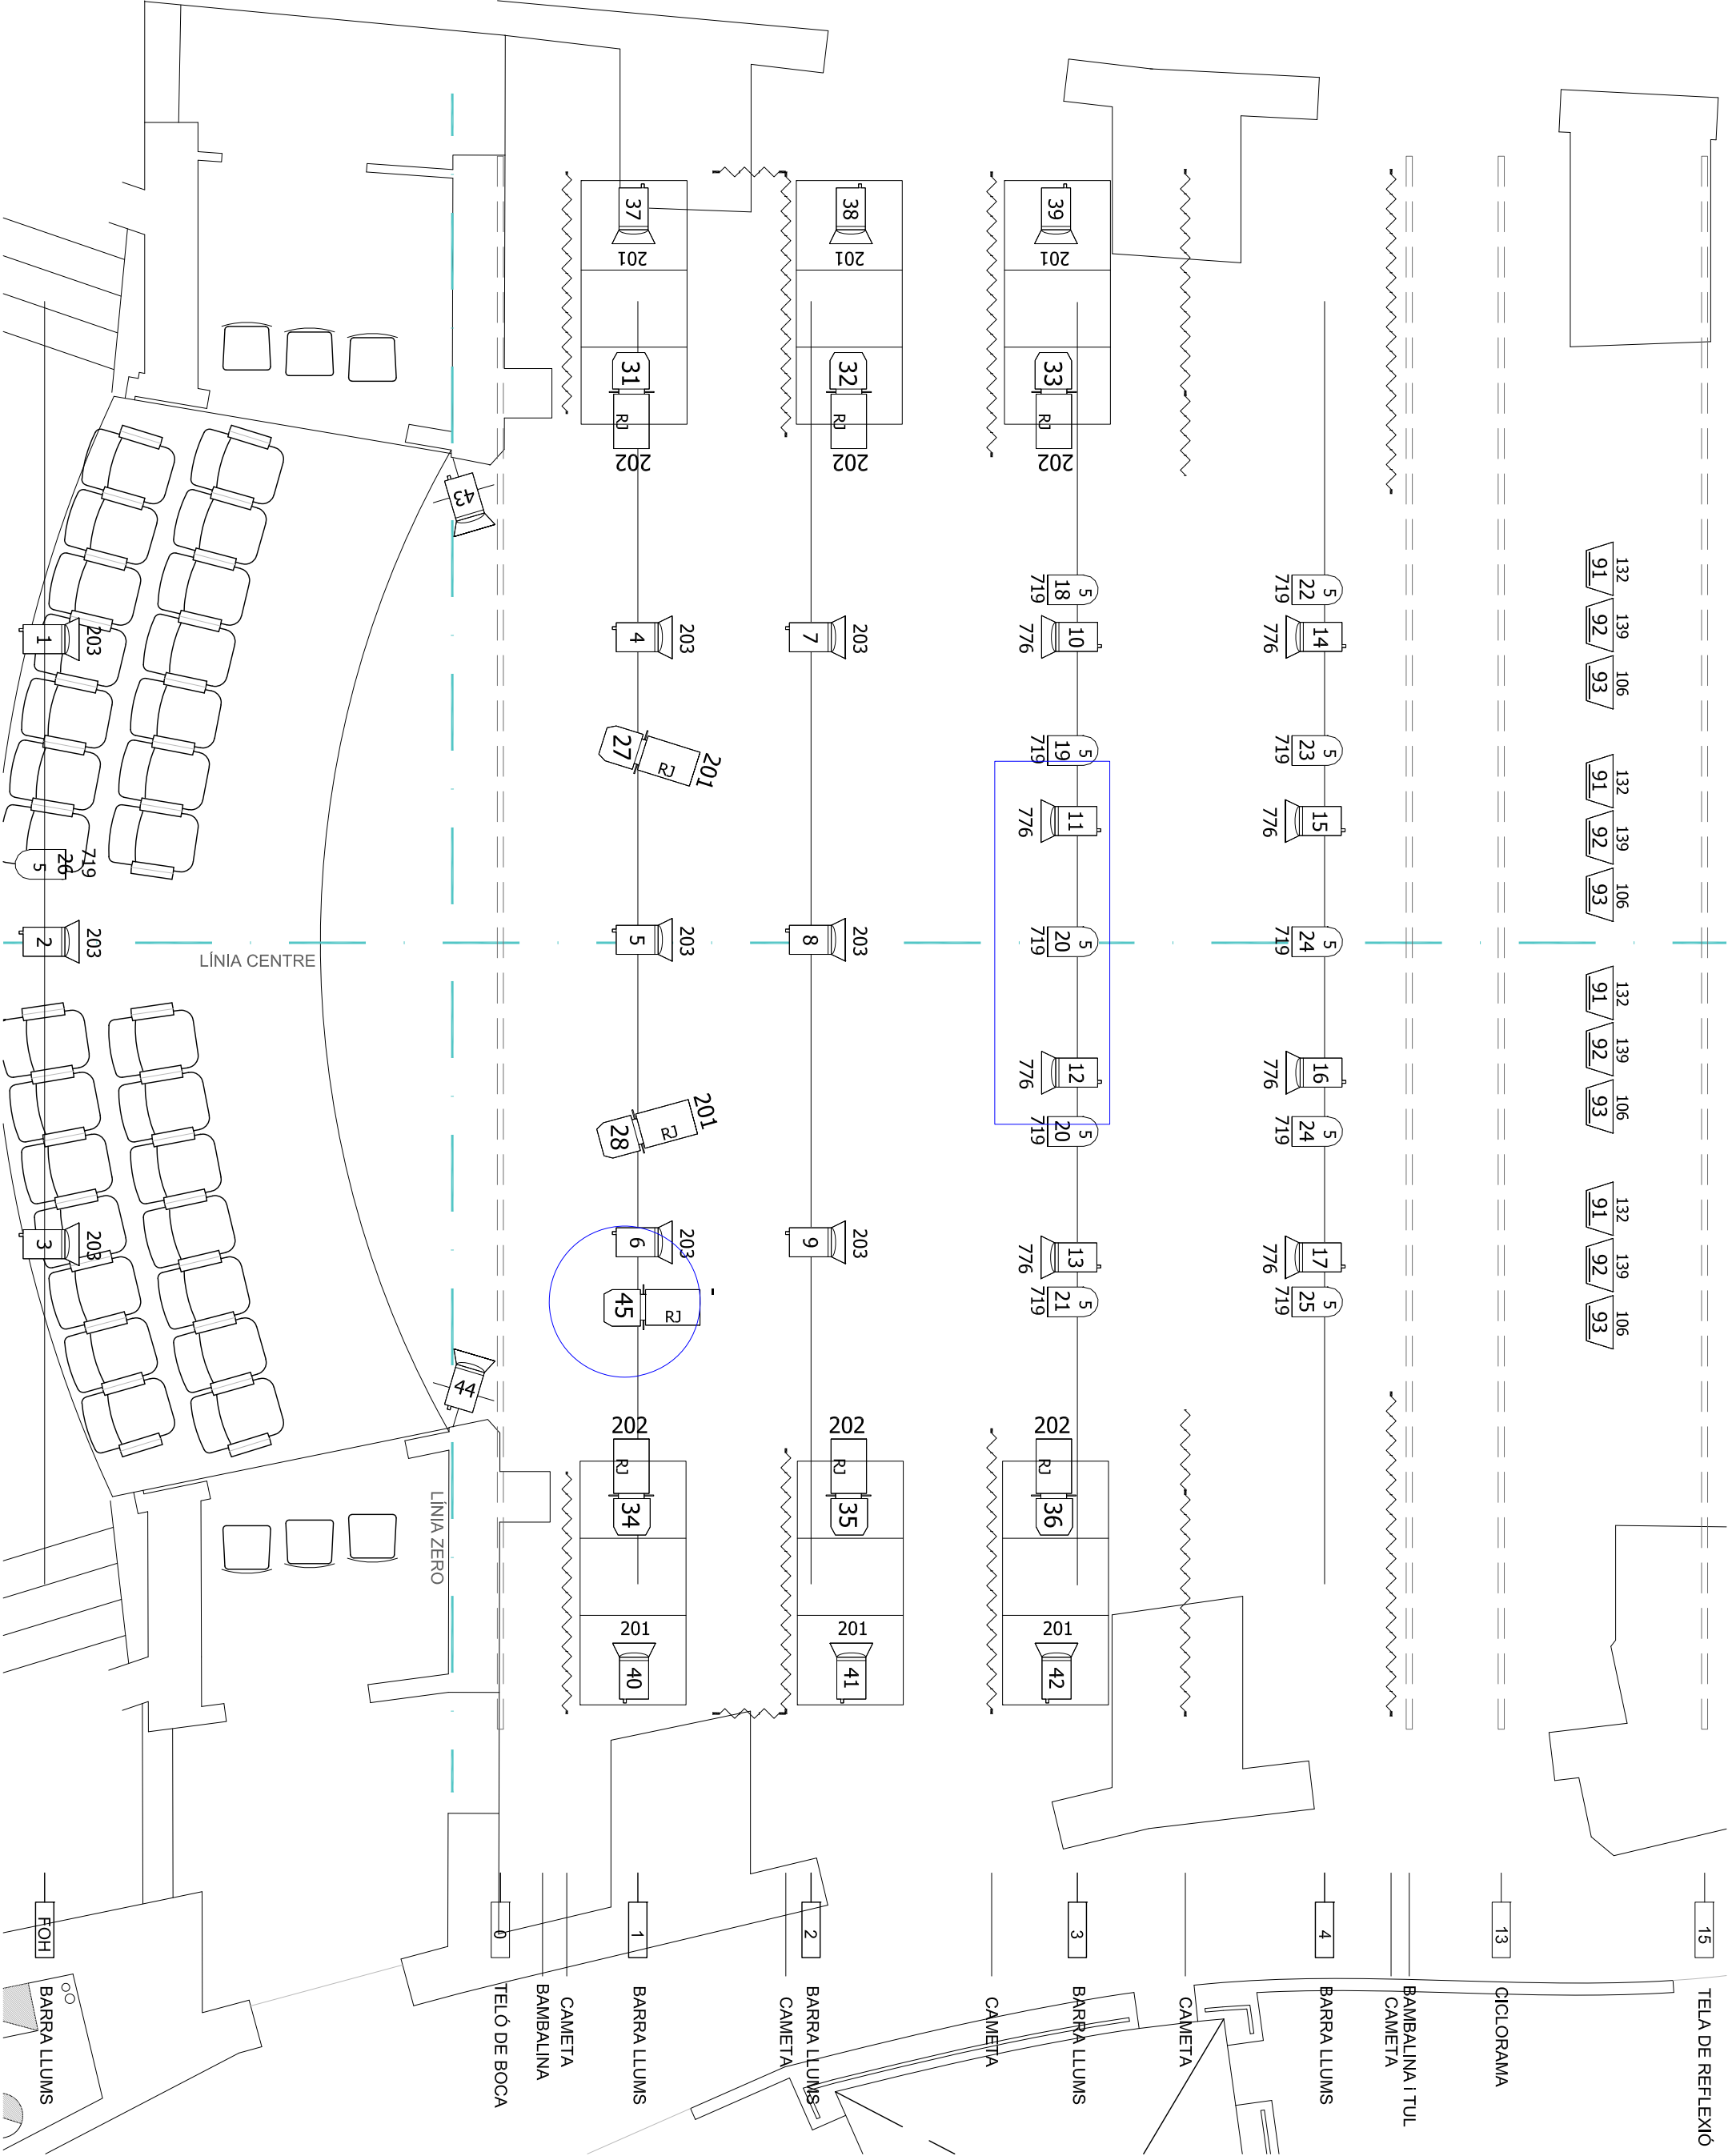 15 TELA DE REFLEXIÓ
132 139 106 132 139 106 132 139 106 132 139 106
91 92 93 91 92 93 91 92 93 91 92 93
13 CICLORAMA
BAMBALINA i TUL
CAMETA
5 5 5 5 5
22 14 23 15 24 16 24 17 25
4 BARRA LLUMS
719 776 719 776 719 776 719 776 719
CAMETA
5 5 5 5 5
39 33 18 10 19 11 20 12 20 13 21 36 42
3 BARRA LLUMS
201 RJ 202 719 776 719 776 719 776 719 776 719 202 RJ 201
CAMETA
203 203 203
38 32 7 8 9 35 41
2 BARRA LLUMS
201 RJ 202 202 RJ 201
CAMETA
201 201
203 203 203 -
RJ RJ RJ
37 31 4 27 5 28 6 45 34 40
1 BARRA LLUMS
201 RJ 202 202 RJ 201
CAMETA
BAMBALINA
0 TELÓ DE BOCA
43 44
LÍNIA ZERO
LÍNIA CENTRE
203 719 203 203
1 26 2 3
5
FOH BARRA LLUMS